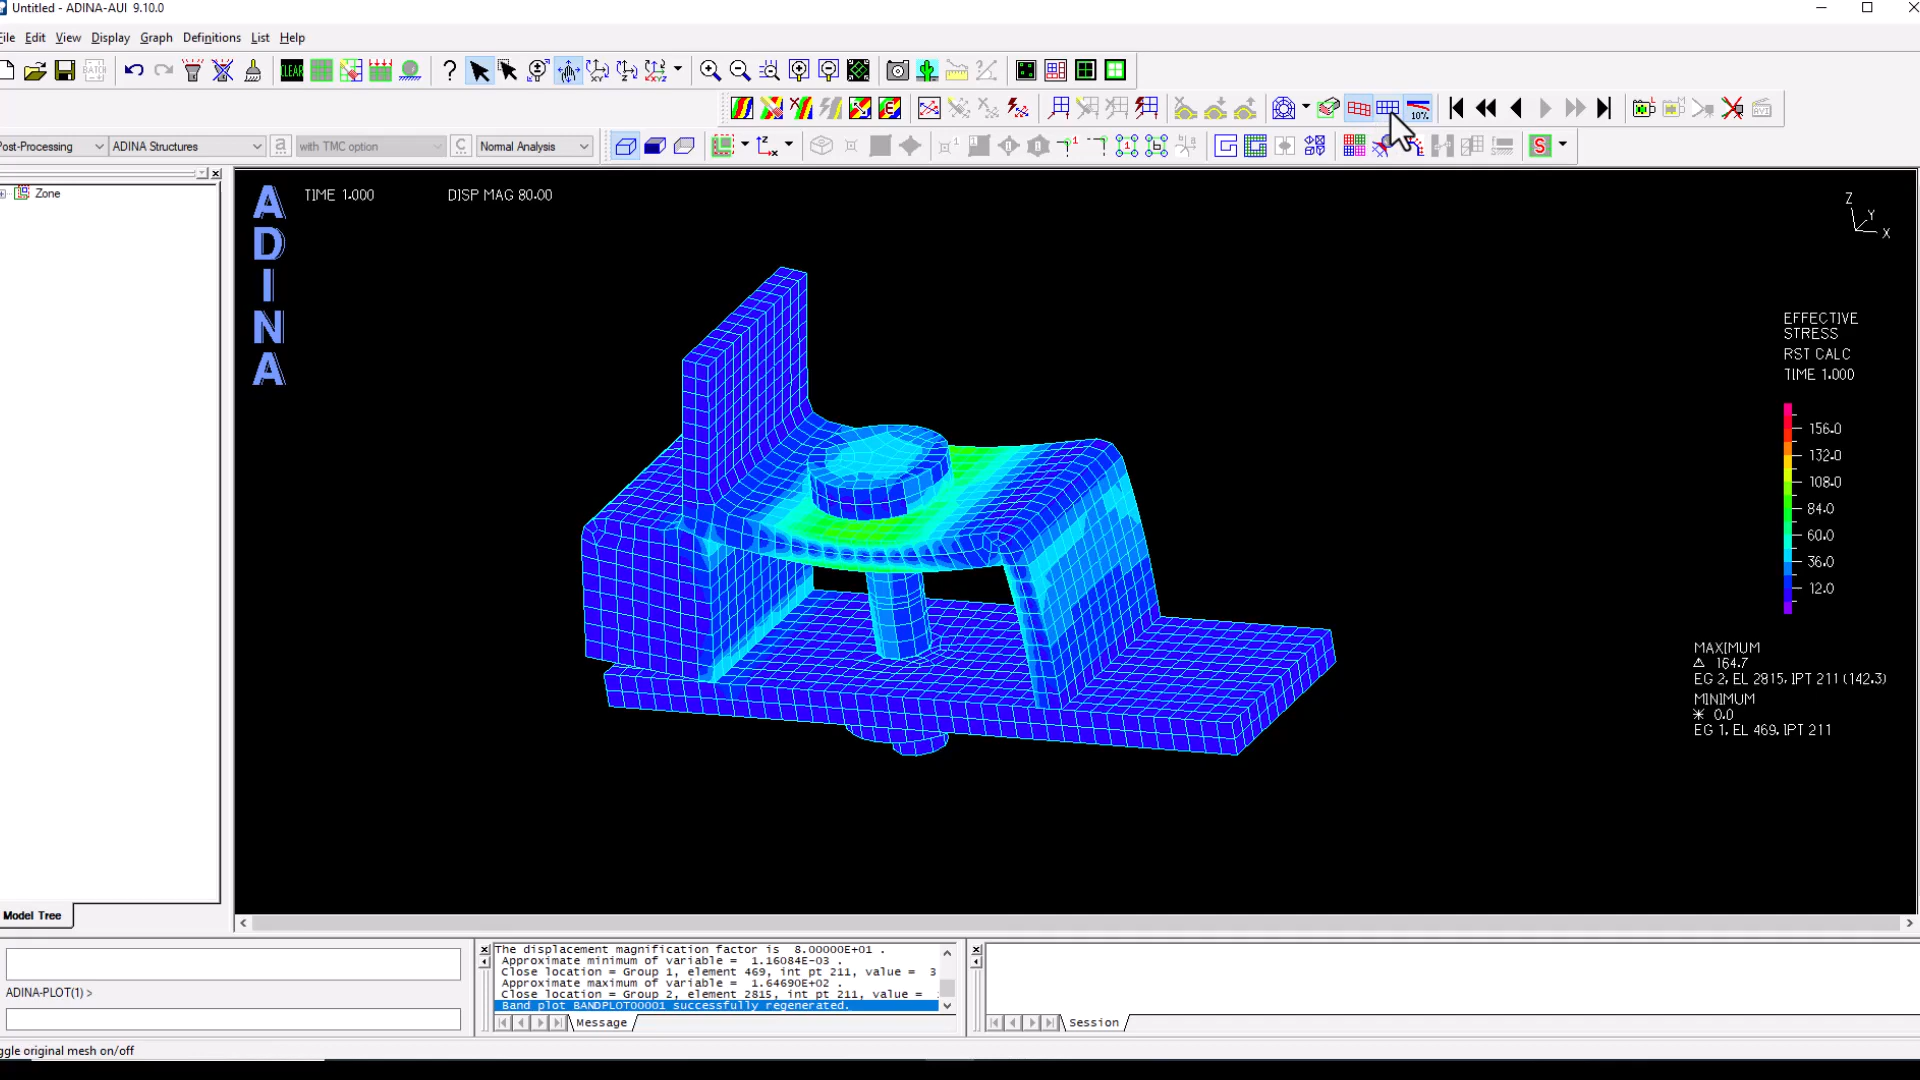 Untitled - ADINA-AUI 9.10.0
ile Edit View Display Graph Definitions List Help
BATCH
CLEAR
?
10%
AVI
Post-Processing ADINA Structures a with TMC option C Normal Analysis
S
Zone
A
D
I
N
A
TIME 1.000 DISP MAG 80.00
Z
Y
X
EFFECTIVE
STRESS
RST CALC
TIME 1.000
156.0
132.0
108.0
84.0
60.0
36.0
12.0
MAXIMUM
△ 164.7
EG 2, EL 2815, IPT 211 (142.3)
MINIMUM
✳ 0.0
EG 1, EL 469, IPT 211
Model Tree
The displacement magnification factor is 8.00000E+01 .
Approximate minimum of variable = 1.16084E-03 .
Close location = Group 1, element 469, int pt 211, value = 3
Approximate maximum of variable = 1.64690E+02 .
Close location = Group 2, element 2815, int pt 211, value =
Band plot BANDPLOT00001 successfully regenerated.
ADINA-PLOT(1) >
Message
Session
ggle original mesh on/off